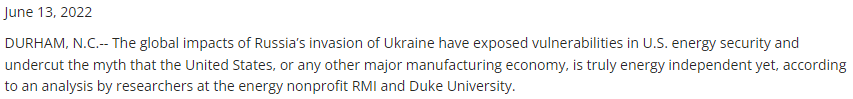 June 13, 2022
DURHAM, N.C.-- The global impacts of Russia’s invasion of Ukraine have exposed vulnerabilities in U.S. energy security and
undercut the myth that the United States, or any other major manufacturing economy, is truly energy independent yet, according
to an analysis by researchers at the energy nonprofit RMI and Duke University.